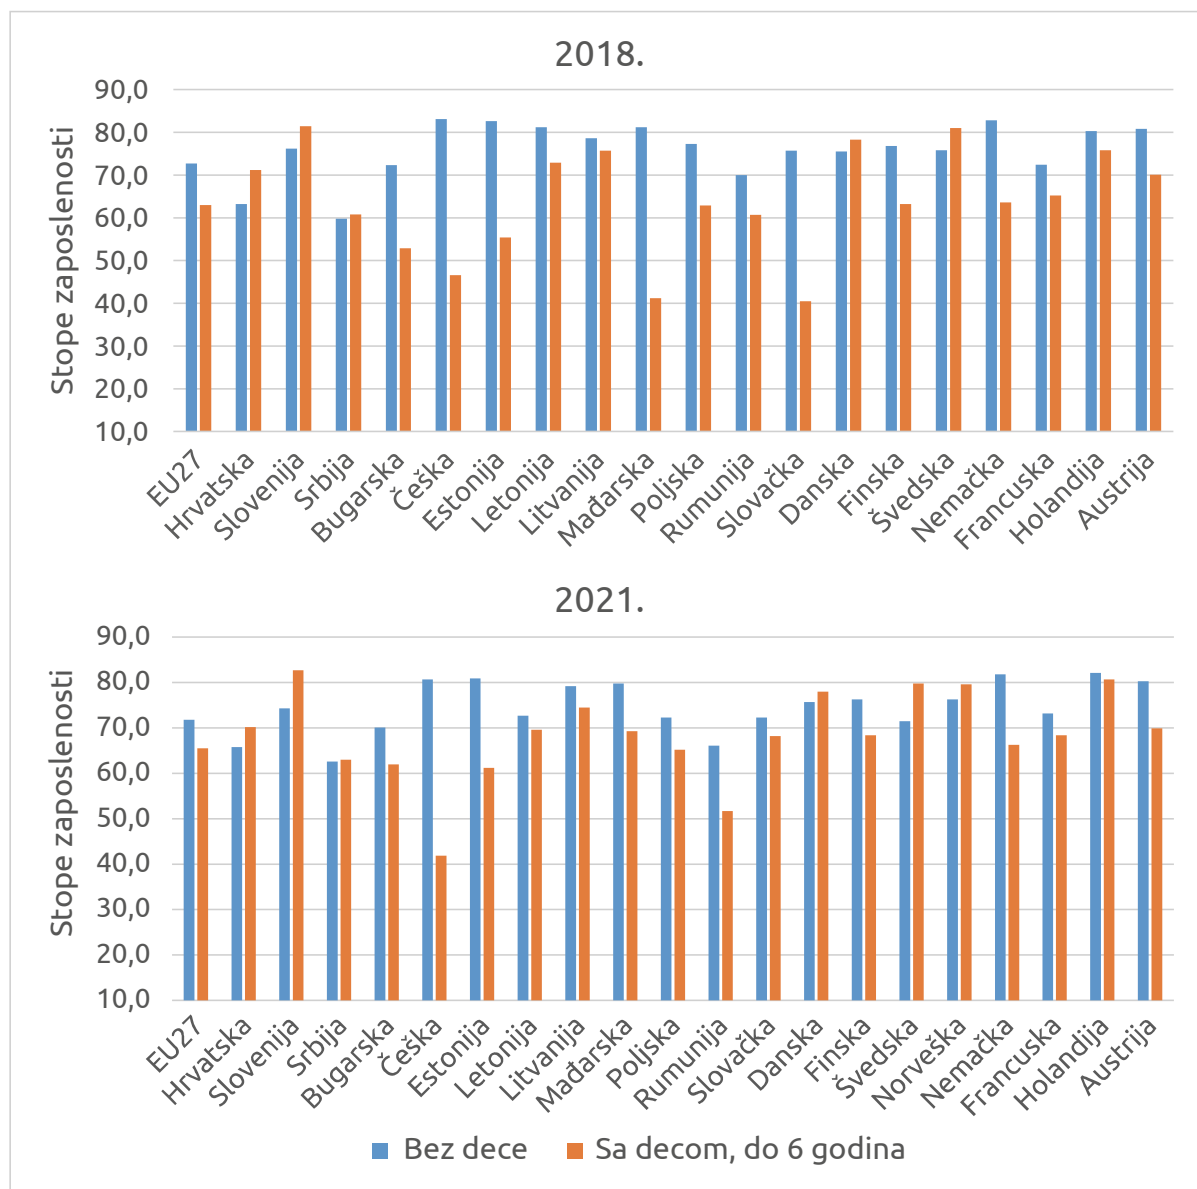 2018.
Stope zaposlenosti
90,0
80,0
70,0
60,0
50,0
40,0
30,0
20,0
10,0
EU27
Hrvatska
Slovenija
Srbija
Bugarska
Češka
Estonija
Letonija
Litvanija
Mađarska
Poljska
Rumunija
Slovačka
Danska
Finska
Švedska
Nemačka
Francuska
Holandija
Austrija
2021.
Stope zaposlenosti
90,0
80,0
70,0
60,0
50,0
40,0
30,0
20,0
10,0
EU27
Hrvatska
Slovenija
Srbija
Bugarska
Češka
Estonija
Letonija
Litvanija
Mađarska
Poljska
Rumunija
Slovačka
Danska
Finska
Švedska
Norveška
Nemačka
Francuska
Holandija
Austrija
Bez dece
Sa decom, do 6 godina